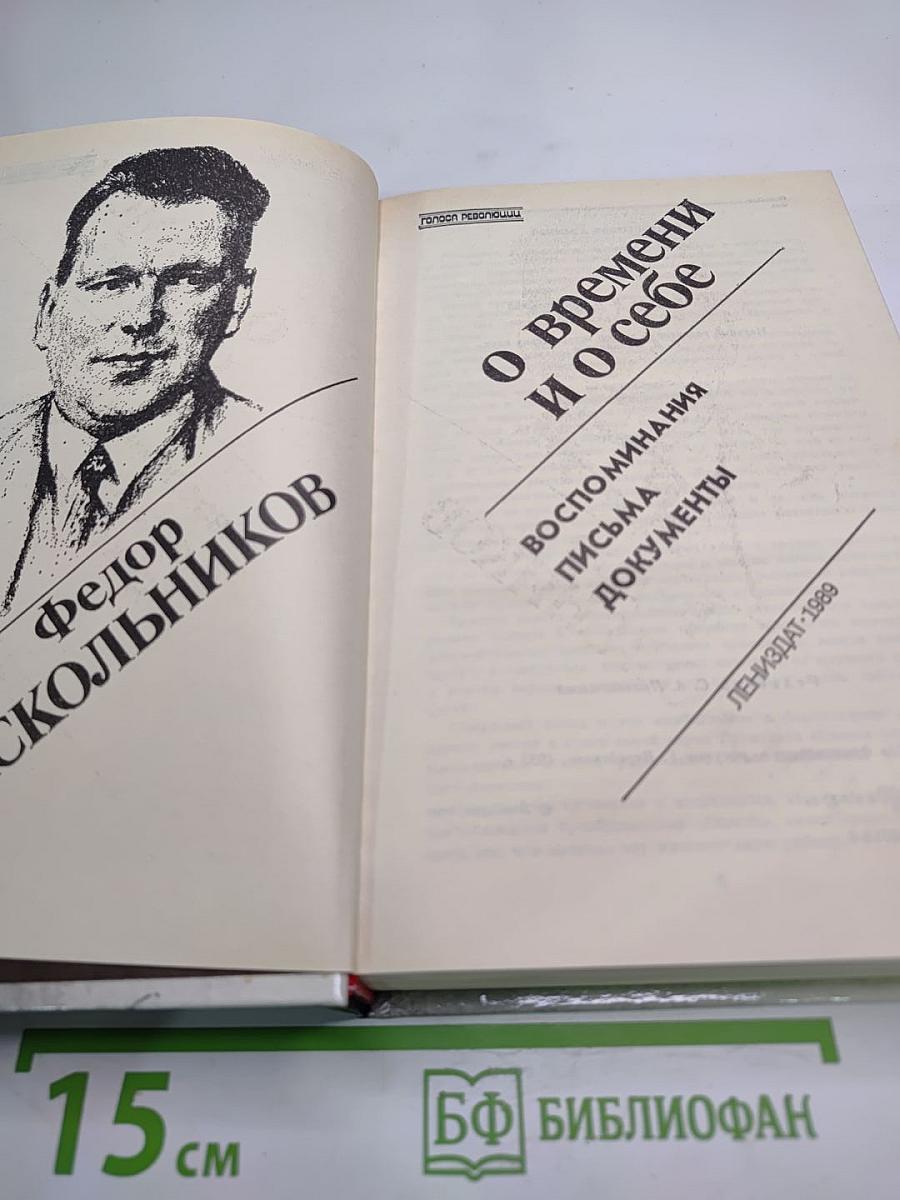 Федор
СКОЛЬНИКОВ
ГОЛОСА РЕВОЛЮЦИИ
О времени
и о себе
ВОСПОМИНАНИЯ
ПИСЬМА
ДОКУМЕНТЫ
ЛЕНИЗДАТ·1989
15 см
БФ БИБЛИОФАН